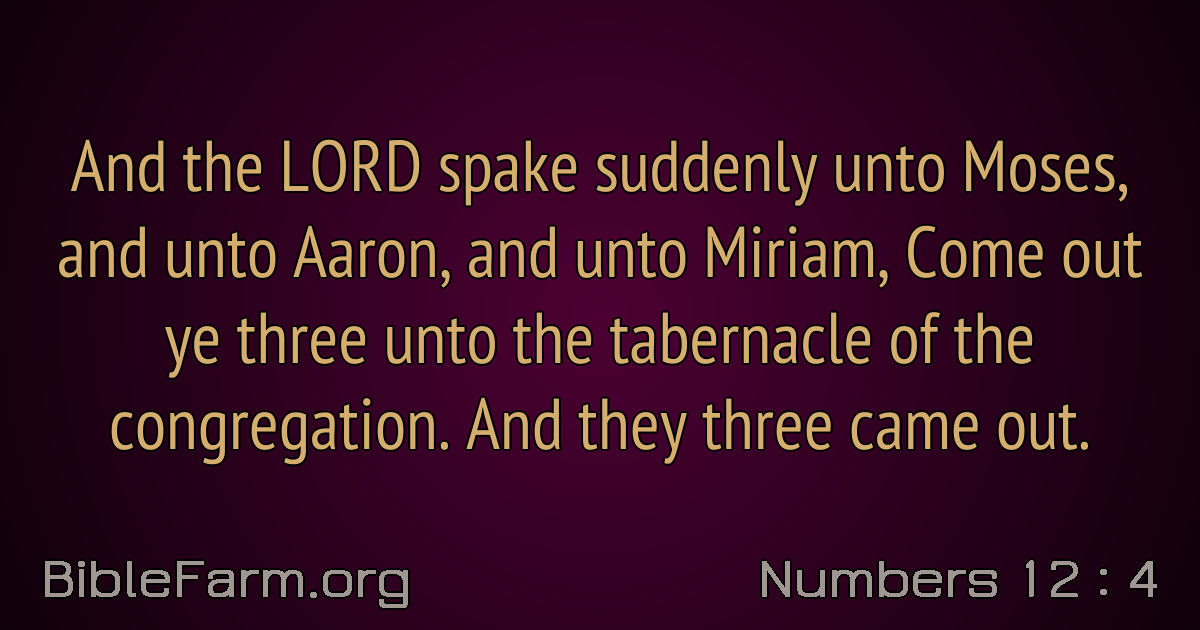 And the LORD spake suddenly unto Moses,
and unto Aaron, and unto Miriam, Come out
ye three unto the tabernacle of the
congregation. And they three came out.
BibleFarm.org
Numbers 12 : 4